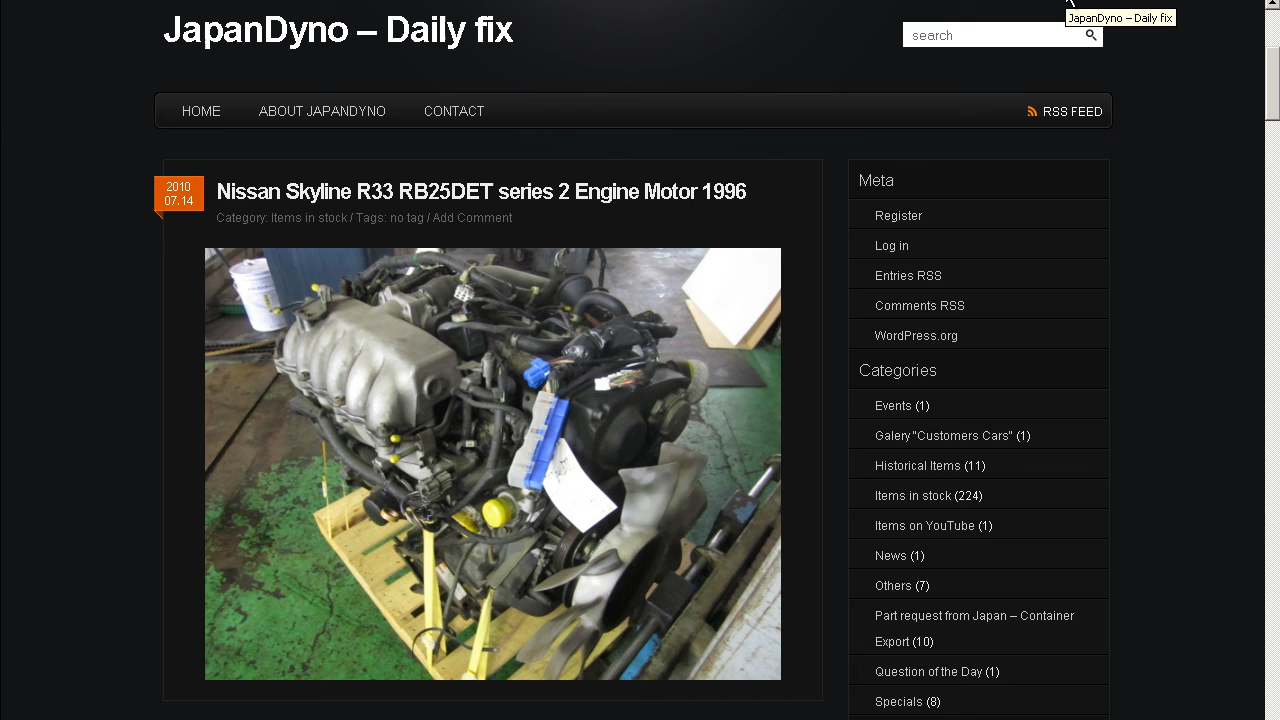 JapanDyno – Daily fix
JapanDyno – Daily fix
search
HOME ABOUT JAPANDYNO CONTACT RSS FEED
2010
07.14
Nissan Skyline R33 RB25DET series 2 Engine Motor 1996
Category: Items in stock / Tags: no tag / Add Comment
Meta
Register
Log in
Entries RSS
Comments RSS
WordPress.org
Categories
Events (1)
Galery "Customers Cars" (1)
Historical Items (11)
Items in stock (224)
Items on YouTube (1)
News (1)
Others (7)
Part request from Japan – Container
Export (10)
Question of the Day (1)
Specials (8)